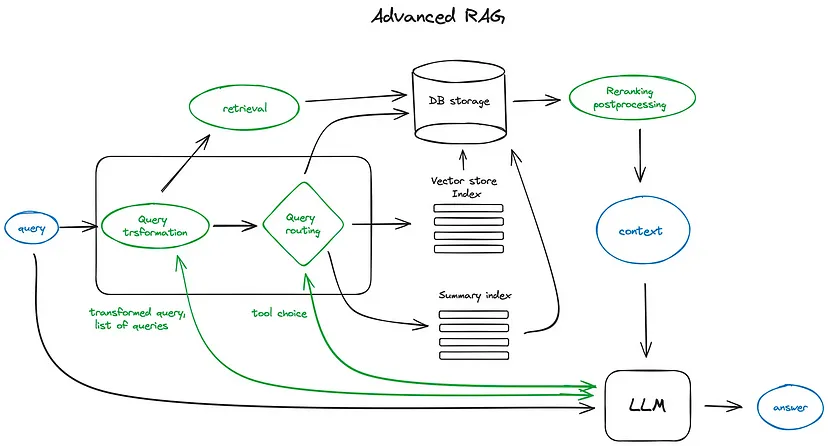 Advanced RAG
retrieval
DB storage
Reranking
postprocessing
Vector store
Index
query
Query
trsformation
Query
routing
context
Summary index
transformed query,
list of queries
tool choice
LLM
answer